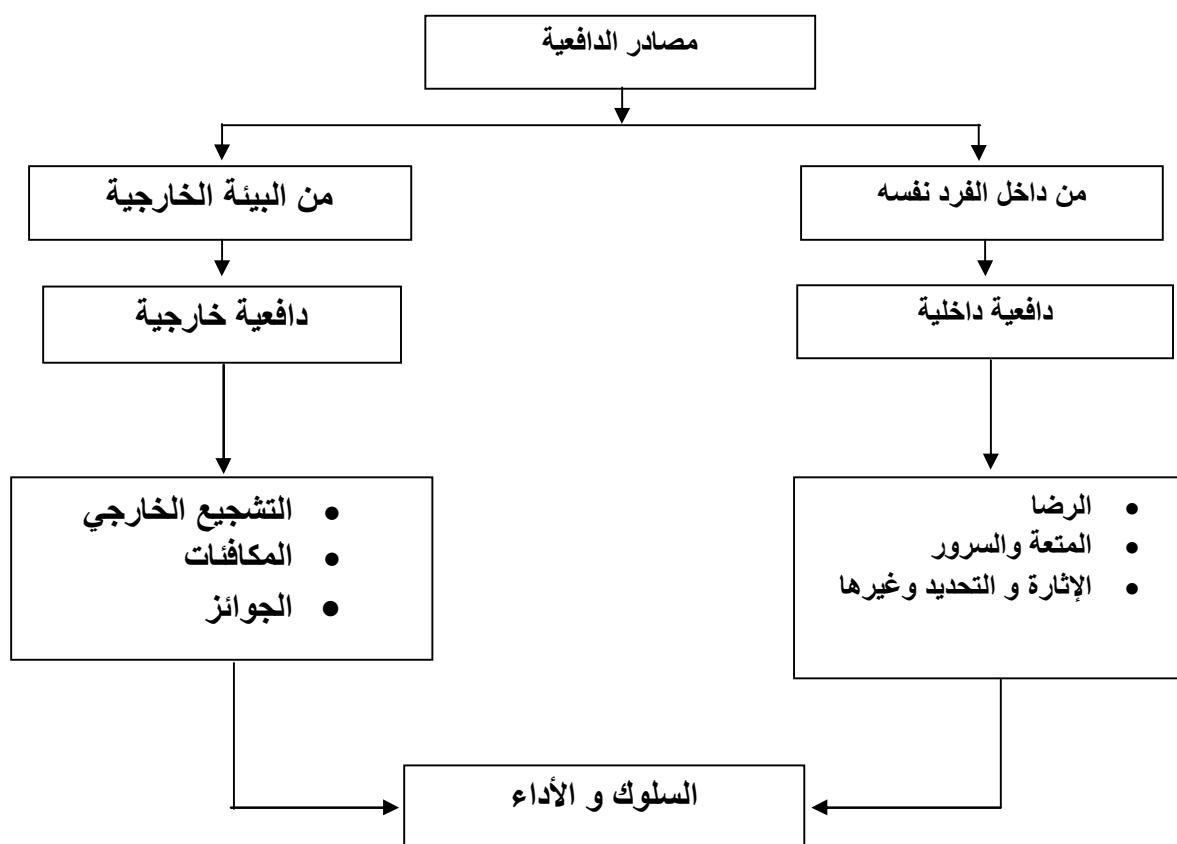 مصادر الدافعية
من داخل الفرد نفسه
من البيئة الخارجية
دافعية داخلية
دافعية خارجية
• الرضا
• المتعة والسرور
• الإثارة و التحديد وغيرها
• التشجيع الخارجي
• المكافئات
• الجوائز
السلوك و الأداء